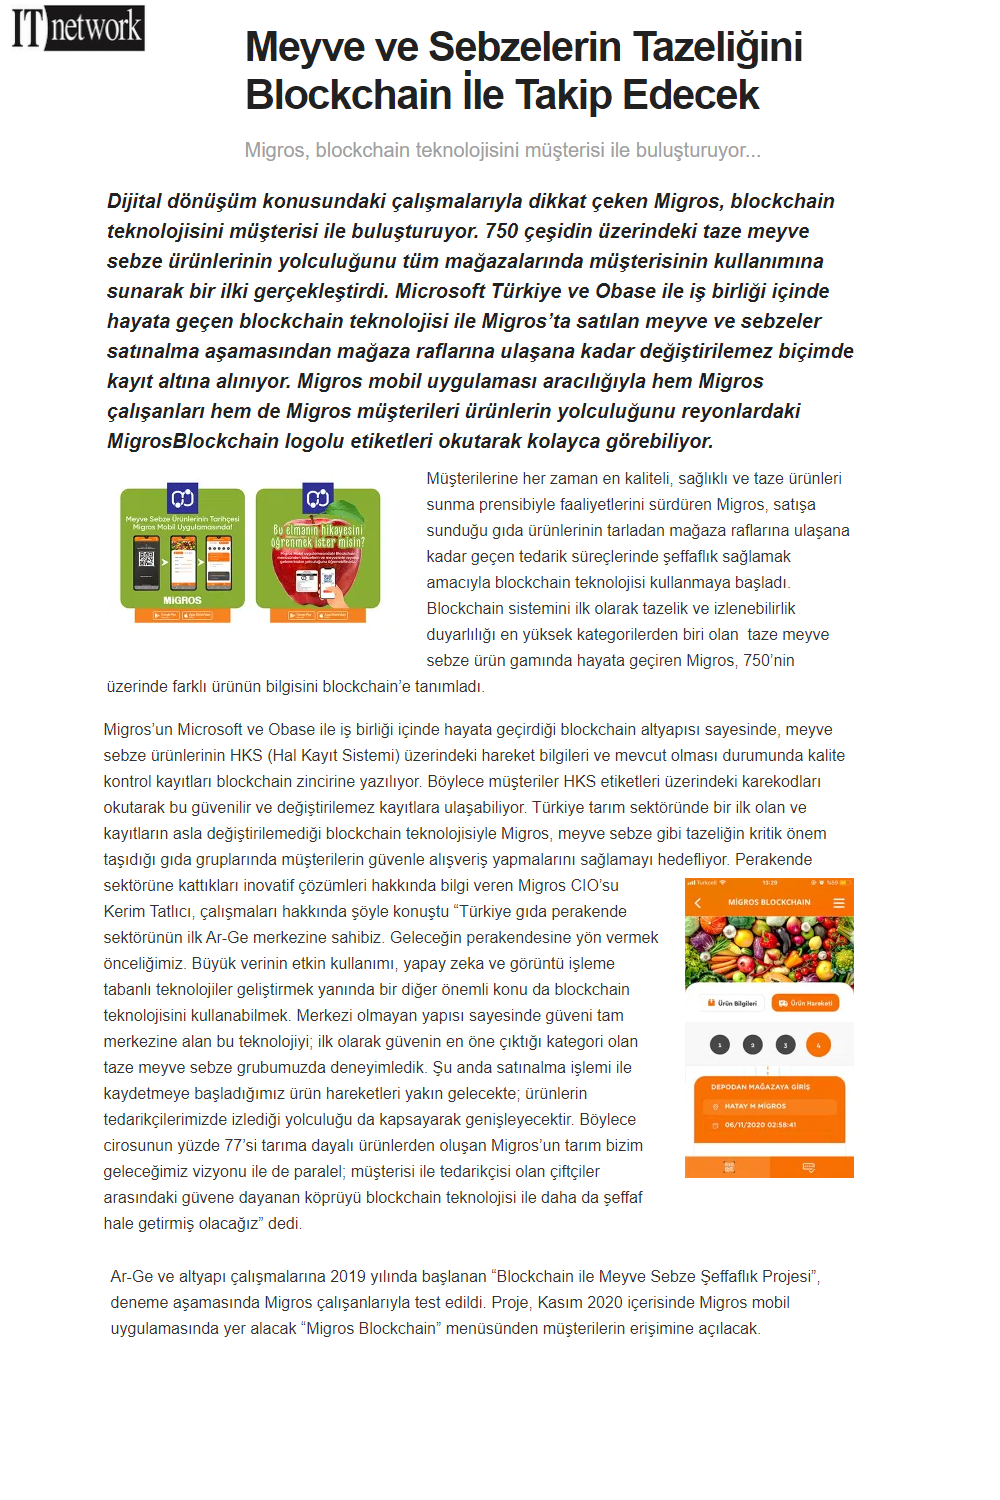 IT network
Meyve ve Sebzelerin Tazeliğini
Blockchain İle Takip Edecek
Migros, blockchain teknolojisini müşterisi ile buluşturuyor...
Dijital dönüşüm konusundaki çalışmalarıyla dikkat çeken Migros, blockchain
teknolojisini müşterisi ile buluşturuyor. 750 çeşidin üzerindeki taze meyve
sebze ürünlerinin yolculuğunu tüm mağazalarında müşterisinin kullanımına
sunarak bir ilki gerçekleştirdi. Microsoft Türkiye ve Obase ile iş birliği içinde
hayata geçen blockchain teknolojisi ile Migros’ta satılan meyve ve sebzeler
satınalma aşamasından mağaza raflarına ulaşana kadar değiştirilemez biçimde
kayıt altına alınıyor. Migros mobil uygulaması aracılığıyla hem Migros
çalışanları hem de Migros müşterileri ürünlerin yolculuğunu reyonlardaki
MigrosBlockchain logolu etiketleri okutarak kolayca görebiliyor.
Meyve Sebze Ürünlerinin Tarihçesi
Migros Mobil Uygulamasında!
MiGROS
Bu elmanın hikayesini
öğrenmek ister misin?
Müşterilerine her zaman en kaliteli, sağlıklı ve taze ürünleri
sunma prensibiyle faaliyetlerini sürdüren Migros, satışa
sunduğu gıda ürünlerinin tarladan mağaza raflarına ulaşana
kadar geçen tedarik süreçlerinde şeffaflık sağlamak
amacıyla blockchain teknolojisi kullanmaya başladı.
Blockchain sistemini ilk olarak tazelik ve izlenebilirlik
duyarlılığı en yüksek kategorilerden biri olan  taze meyve
sebze ürün gamında hayata geçiren Migros, 750’nin
üzerinde farklı ürünün bilgisini blockchain’e tanımladı.
Migros’un Microsoft ve Obase ile iş birliği içinde hayata geçirdiği blockchain altyapısı sayesinde, meyve
sebze ürünlerinin HKS (Hal Kayıt Sistemi) üzerindeki hareket bilgileri ve mevcut olması durumunda kalite
kontrol kayıtları blockchain zincirine yazılıyor. Böylece müşteriler HKS etiketleri üzerindeki karekodları
okutarak bu güvenilir ve değiştirilemez kayıtlara ulaşabiliyor. Türkiye tarım sektöründe bir ilk olan ve
kayıtların asla değiştirilemediği blockchain teknolojisiyle Migros, meyve sebze gibi tazeliğin kritik önem
taşıdığı gıda gruplarında müşterilerin güvenle alışveriş yapmalarını sağlamayı hedefliyor. Perakende
sektörüne kattıkları inovatif çözümleri hakkında bilgi veren Migros CIO’su
Kerim Tatlıcı, çalışmaları hakkında şöyle konuştu “Türkiye gıda perakende
sektörünün ilk Ar-Ge merkezine sahibiz. Geleceğin perakendesine yön vermek
önceliğimiz. Büyük verinin etkin kullanımı, yapay zeka ve görüntü işleme
tabanlı teknolojiler geliştirmek yanında bir diğer önemli konu da blockchain
teknolojisini kullanabilmek. Merkezi olmayan yapısı sayesinde güveni tam
merkezine alan bu teknolojiyi; ilk olarak güvenin en öne çıktığı kategori olan
taze meyve sebze grubumuzda deneyimledik. Şu anda satınalma işlemi ile
kaydetmeye başladığımız ürün hareketleri yakın gelecekte; ürünlerin
tedarikçilerimizde izlediği yolculuğu da kapsayarak genişleyecektir. Böylece
cirosunun yüzde 77’si tarıma dayalı ürünlerden oluşan Migros’un tarım bizim
geleceğimiz vizyonu ile de paralel; müşterisi ile tedarikçisi olan çiftçiler
arasındaki güvene dayanan köprüyü blockchain teknolojisi ile daha da şeffaf
hale getirmiş olacağız” dedi.
Turkcell 15:29 %59
MİGROS BLOCKCHAIN
Ürün Bilgileri Ürün Hareketi
1 2 3 4
DEPODAN MAĞAZAYA GİRİŞ
HATAY M MİGROS
06/11/2020 02:58:41
Ar-Ge ve altyapı çalışmalarına 2019 yılında başlanan “Blockchain ile Meyve Sebze Şeffaflık Projesi”,
deneme aşamasında Migros çalışanlarıyla test edildi. Proje, Kasım 2020 içerisinde Migros mobil
uygulamasında yer alacak “Migros Blockchain” menüsünden müşterilerin erişimine açılacak.